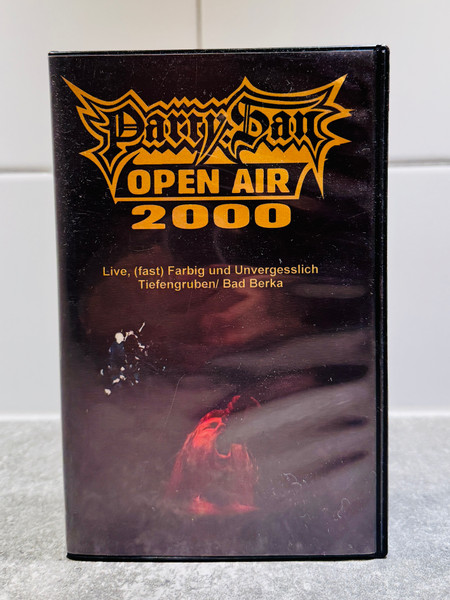 Party.San
OPEN AIR
2000
Live, (fast) Farbig und Unvergesslich
Tiefengruben/ Bad Berka